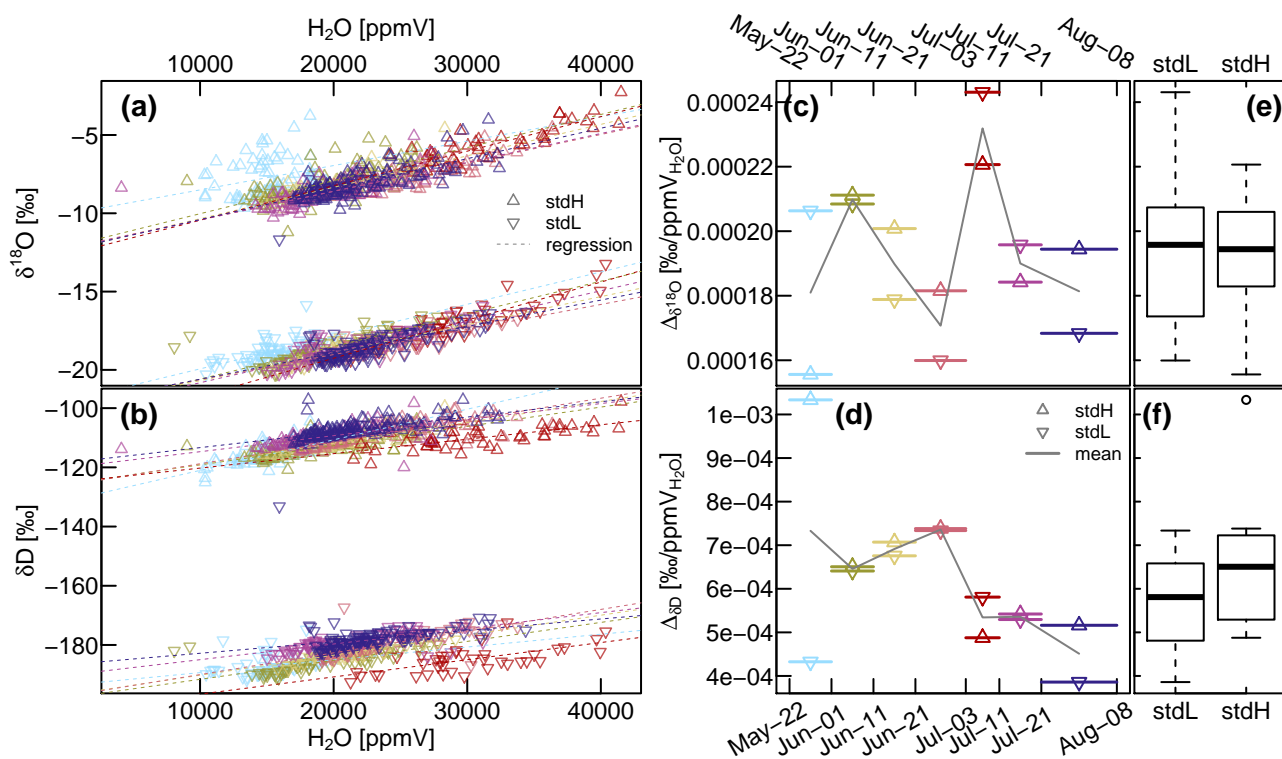 H₂O [ppmV]
10000 20000 30000 40000
(a)
δ¹⁸O [‰]
−5
−10
−15
−20
stdH
stdL
regression
(b)
δD [‰]
−100
−120
−140
−160
−180
10000 20000 30000 40000
H₂O [ppmV]
May−22 Jun−01 Jun−11 Jun−21 Jul−03 Jul−11 Jul−21 Aug−08
(c)
Δδ¹⁸O [‰/ppmV_H₂O]
0.00024
0.00022
0.00020
0.00018
0.00016
stdL stdH
(e)
(d)
ΔδD [‰/ppmV_H₂O]
1e−03
9e−04
8e−04
7e−04
6e−04
5e−04
4e−04
stdH
stdL
mean
(f)
May−22 Jun−01 Jun−11 Jun−21 Jul−03 Jul−11 Jul−21 Aug−08
stdL stdH